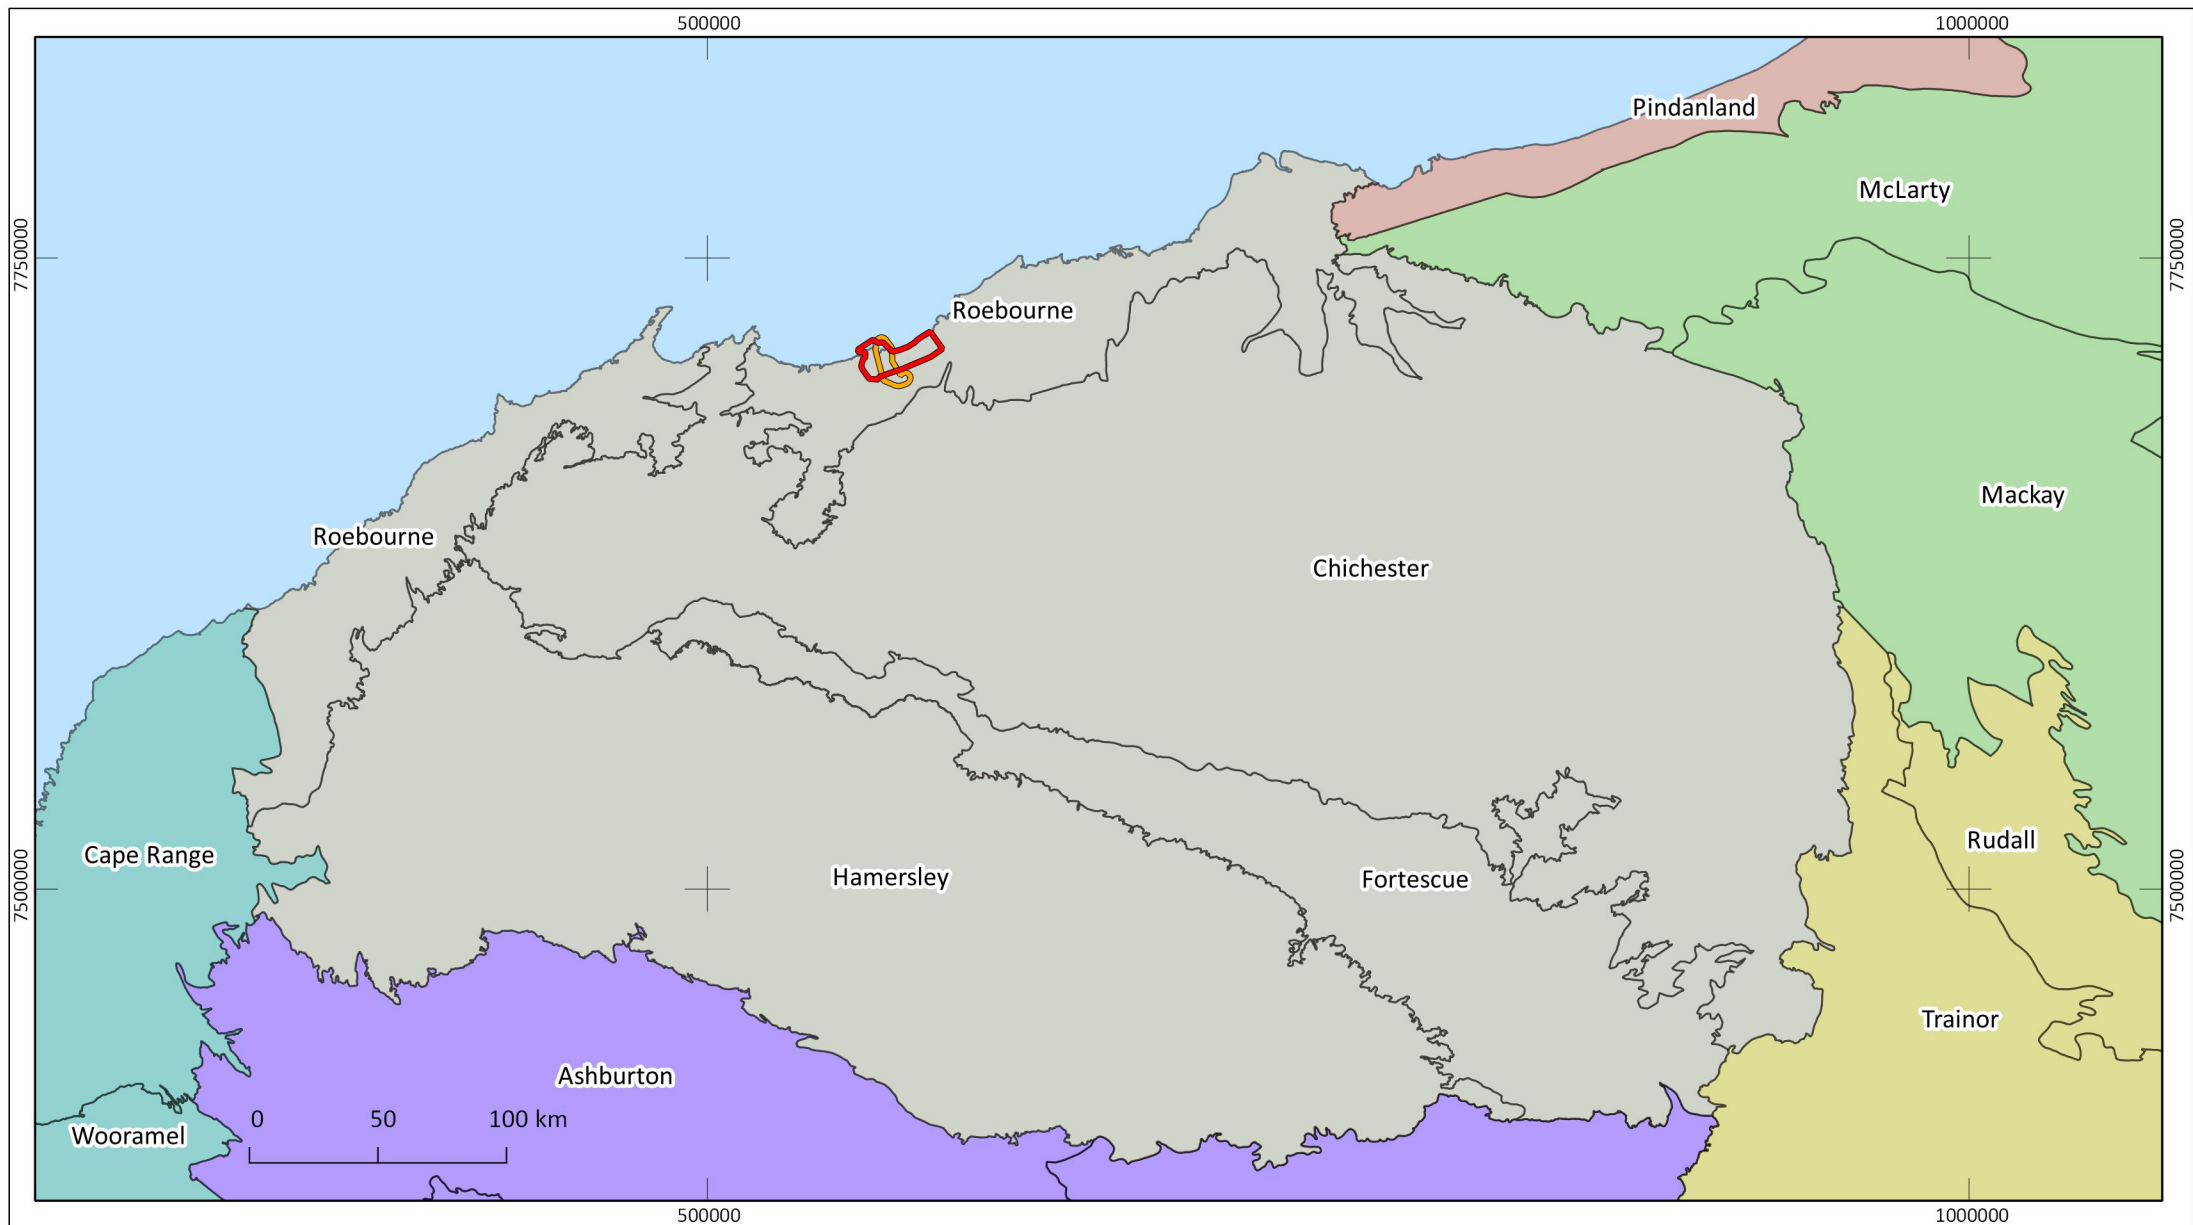 500000
1000000
Pindanland
McLarty
7750000
7750000
Roebourne
Mackay
Roebourne
Chichester
Rudall
Cape Range
Hamersley
Fortescue
7500000
7500000
Trainor
Ashburton
0 50 100 km
Wooramel
500000
1000000